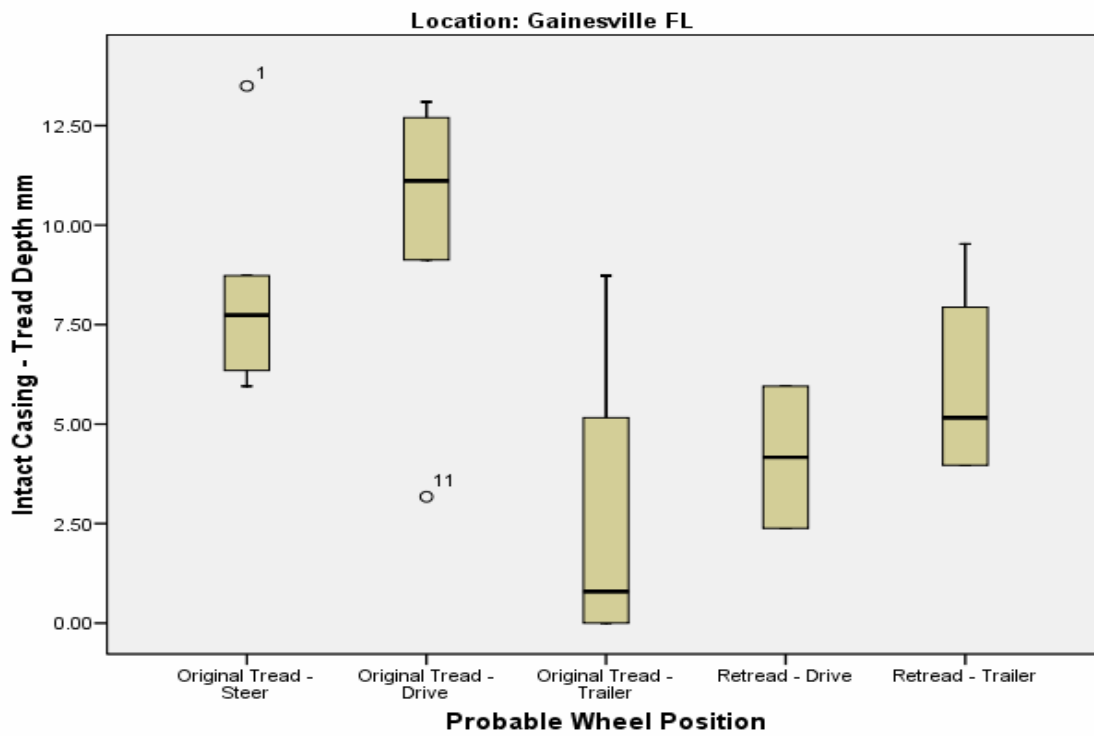 Location: Gainesville FL
1
12.50
10.00
7.50
5.00
2.50
0.00
11
Intact Casing - Tread Depth mm
Original Tread -
Steer
Original Tread -
Drive
Original Tread -
Trailer
Retread - Drive
Retread - Trailer
Probable Wheel Position